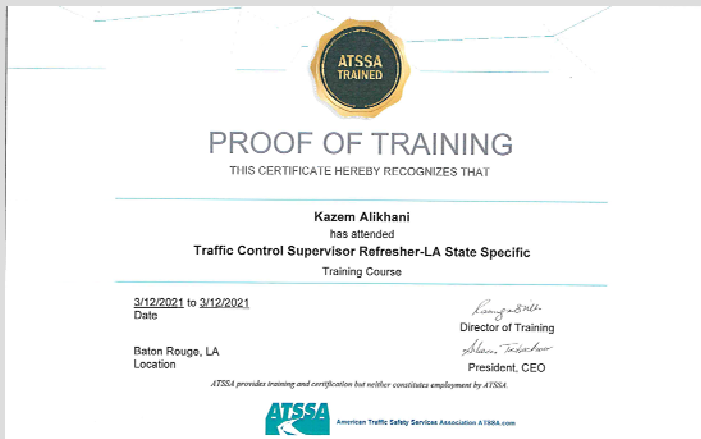 ATSSA
TRAINED
PROOF OF TRAINING
THIS CERTIFICATE HEREBY RECOGNIZES THAT
Kazem Alikhani
has attended
Traffic Control Supervisor Refresher-LA State Specific
Training Course
3/12/2021 to 3/12/2021
Date
Director of Training
Baton Rouge, LA
Location
President, CEO
ATSSA provides training and certification but neither constitutes employment by ATSSA.
ATSSA
American Traffic Safety Services Association ATSSA.com